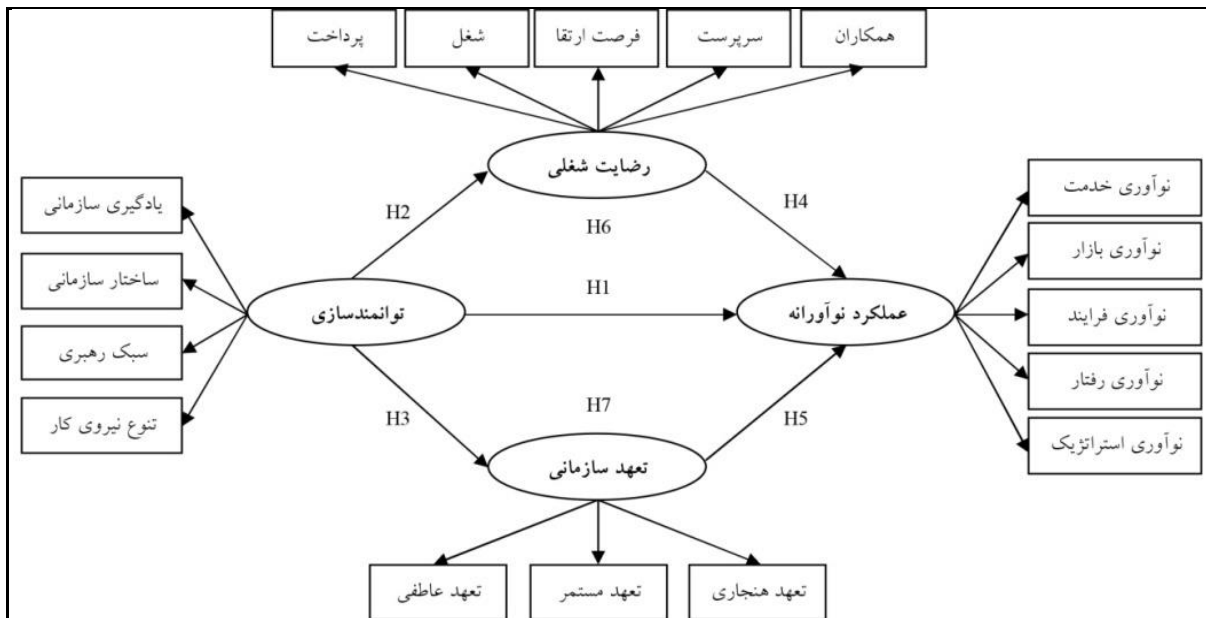 همکاران
سرپرست
فرصت ارتقا
شغل
پرداخت
رضایت شغلی
یادگیری سازمانی
ساختار سازمانی
سبک رهبری
تنوع نیروی کار
توانمندسازی
H2
H6
H4
H1
H3
H7
H5
عملکرد نوآورانه
نوآوری خدمت
نوآوری بازار
نوآوری فرایند
نوآوری رفتار
نوآوری استراتژیک
تعهد سازمانی
تعهد هنجاری
تعهد مستمر
تعهد عاطفی